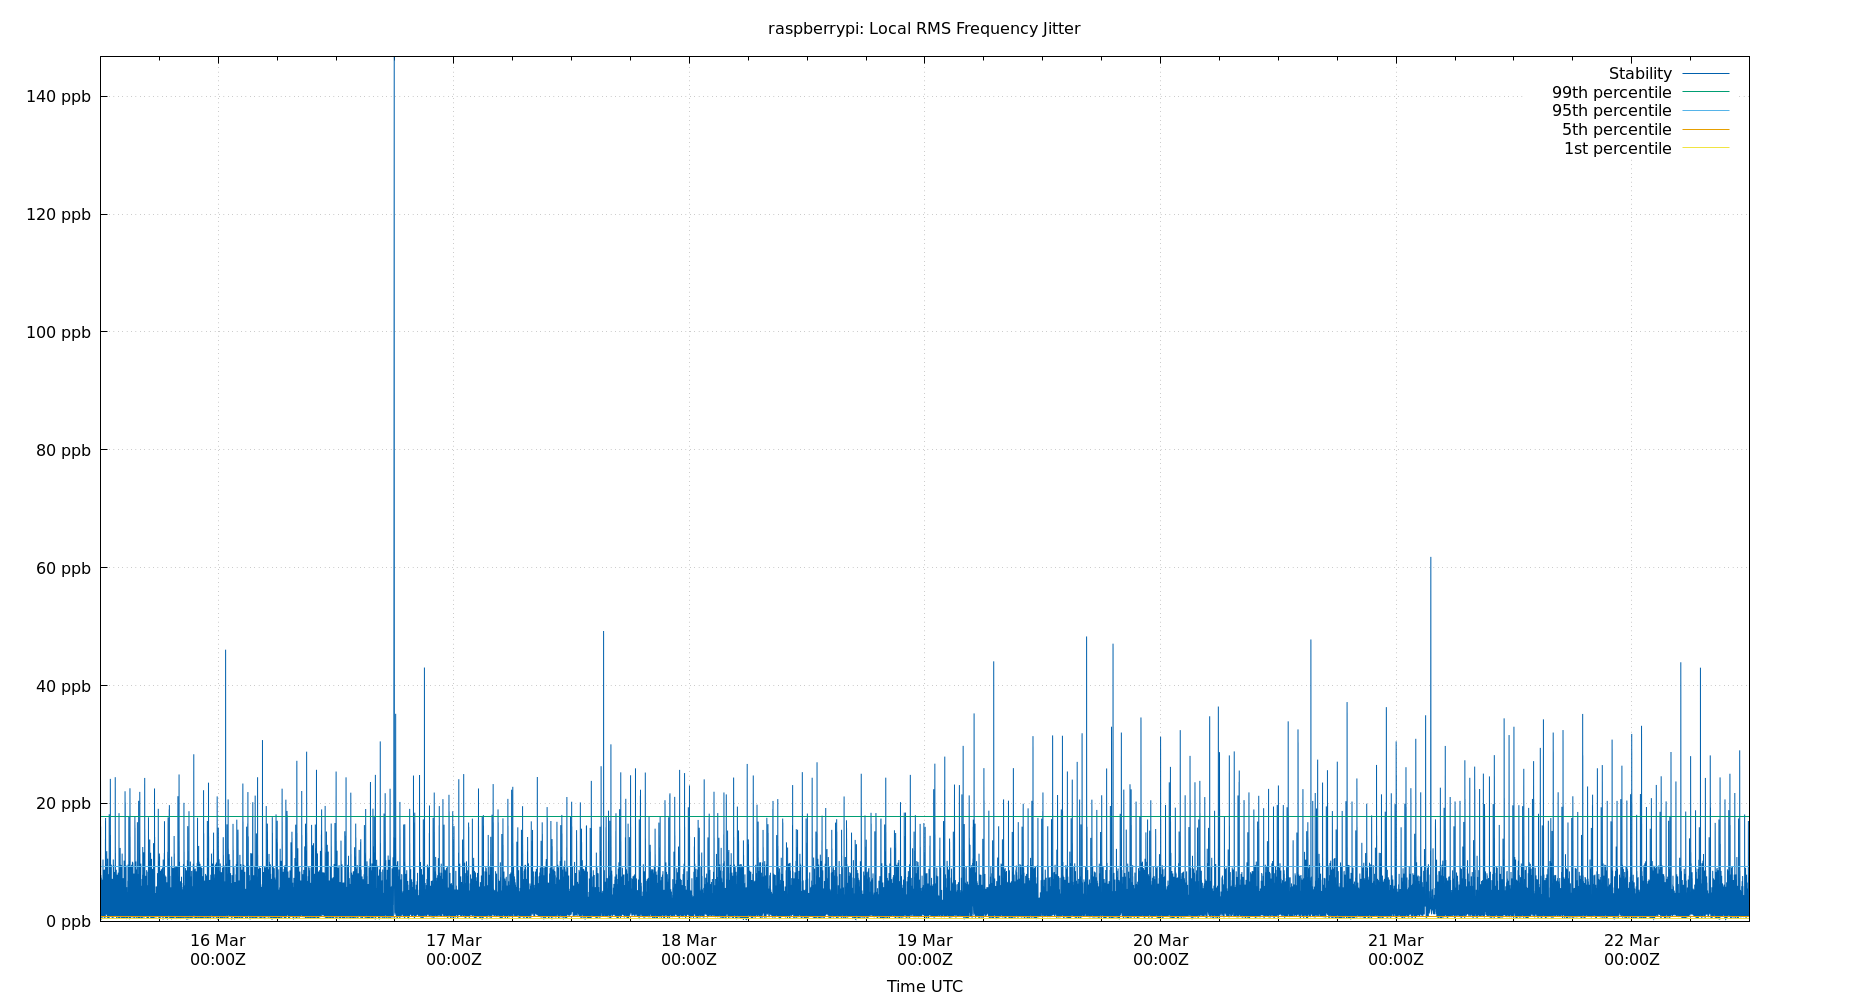 raspberrypi: Local RMS Frequency Jitter
Stability
99th percentile
95th percentile
5th percentile
1st percentile
140 ppb
120 ppb
100 ppb
80 ppb
60 ppb
40 ppb
20 ppb
0 ppb
16 Mar 17 Mar 18 Mar 19 Mar 20 Mar 21 Mar 22 Mar
00:00Z 00:00Z 00:00Z 00:00Z 00:00Z 00:00Z 00:00Z
Time UTC